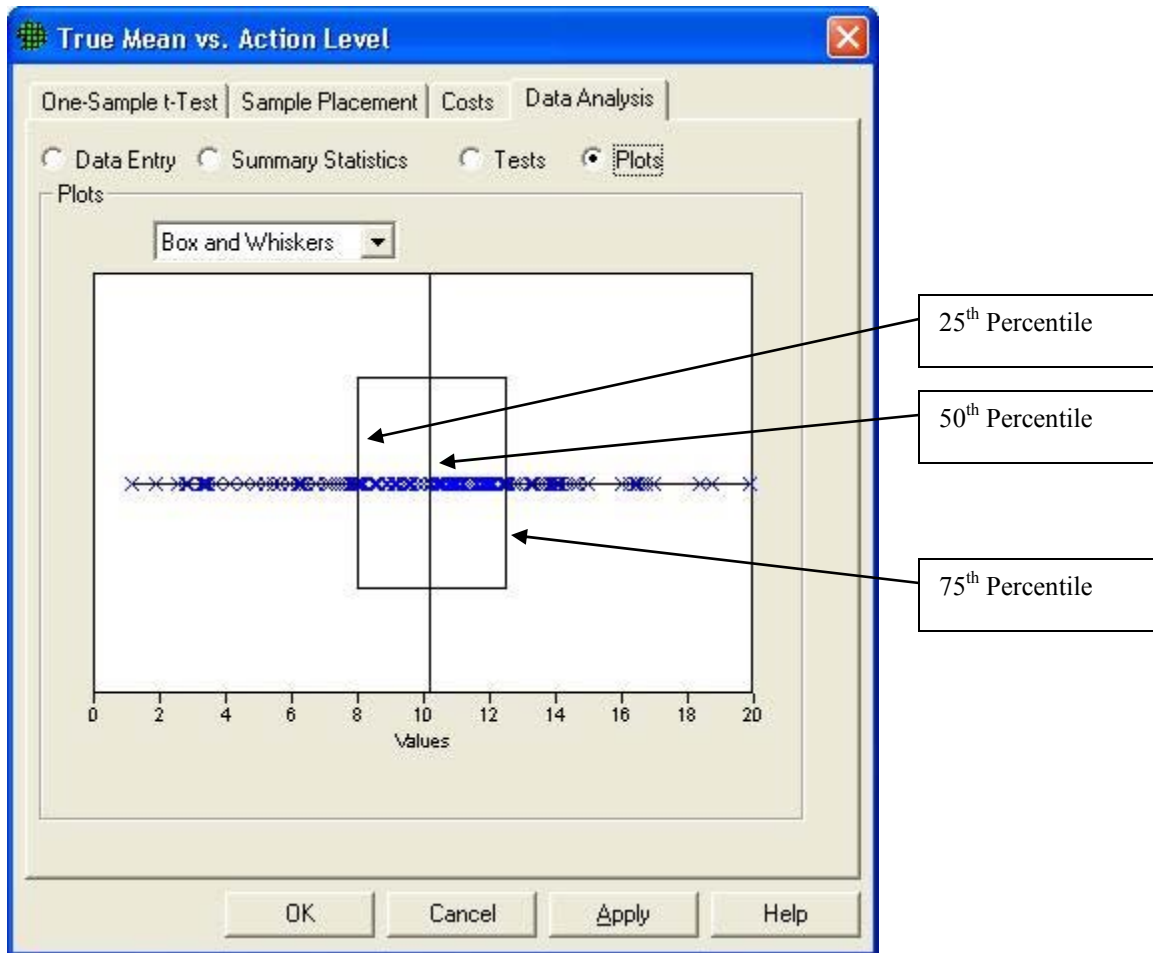 True Mean vs. Action Level
One-Sample t-Test Sample Placement Costs Data Analysis
Data Entry Summary Statistics Tests Plots
Plots
Box and Whiskers
25th Percentile
50th Percentile
75th Percentile
0 2 4 6 8 10 12 14 16 18 20
Values
OK Cancel Apply Help